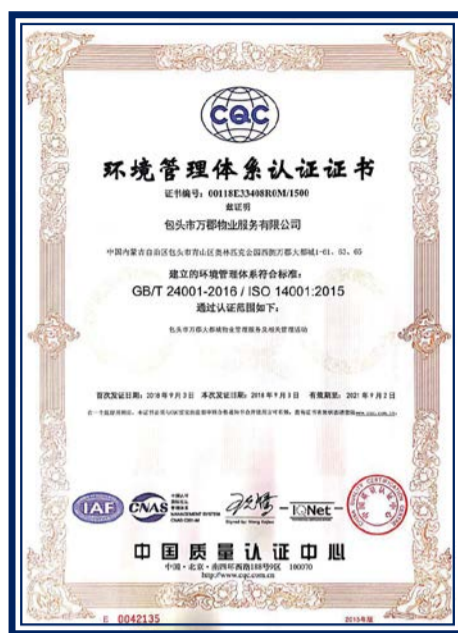 CQC
环境管理体系认证证书
证书编号：00118E33408R0M/1500
兹证明
包头市万郡物业服务有限公司
中国内蒙古自治区包头市青山区奥林匹克公园西侧万郡大都城1-61、63、65
建立的环境管理体系符合标准：
GB/T 24001-2016 / ISO 14001:2015
通过认证范围如下：
包头市万郡大都城物业管理服务及相关管理活动
首次发证日期：2018年9月3日 本次发证日期：2018年9月3日 有效期至：2021年9月2日
IAF
CNAS
MANAGEMENT SYSTEM
IQNet
中国质量认证中心
中国·北京·南四环西路188号9区 100070
http://www.cqc.com.cn
E 0042135